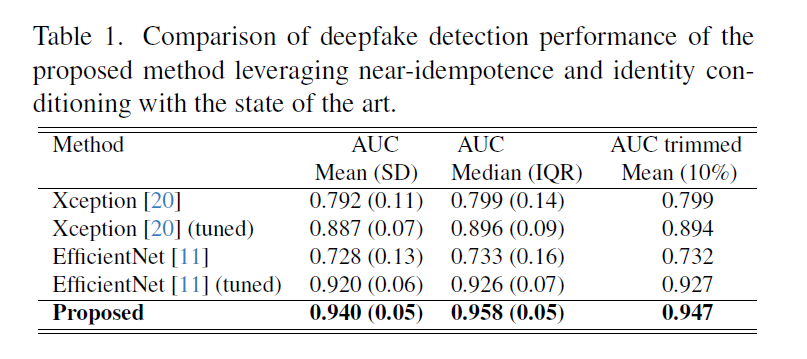 Table 1. Comparison of deepfake detection performance of the
proposed method leveraging near-idempotence and identity con-
ditioning with the state of the art.
Method AUC AUC AUC trimmed
Mean (SD) Median (IQR) Mean (10%)
Xception [20] 0.792 (0.11) 0.799 (0.14) 0.799
Xception [20] (tuned) 0.887 (0.07) 0.896 (0.09) 0.894
EfficientNet [11] 0.728 (0.13) 0.733 (0.16) 0.732
EfficientNet [11] (tuned) 0.920 (0.06) 0.926 (0.07) 0.927
Proposed 0.940 (0.05) 0.958 (0.05) 0.947